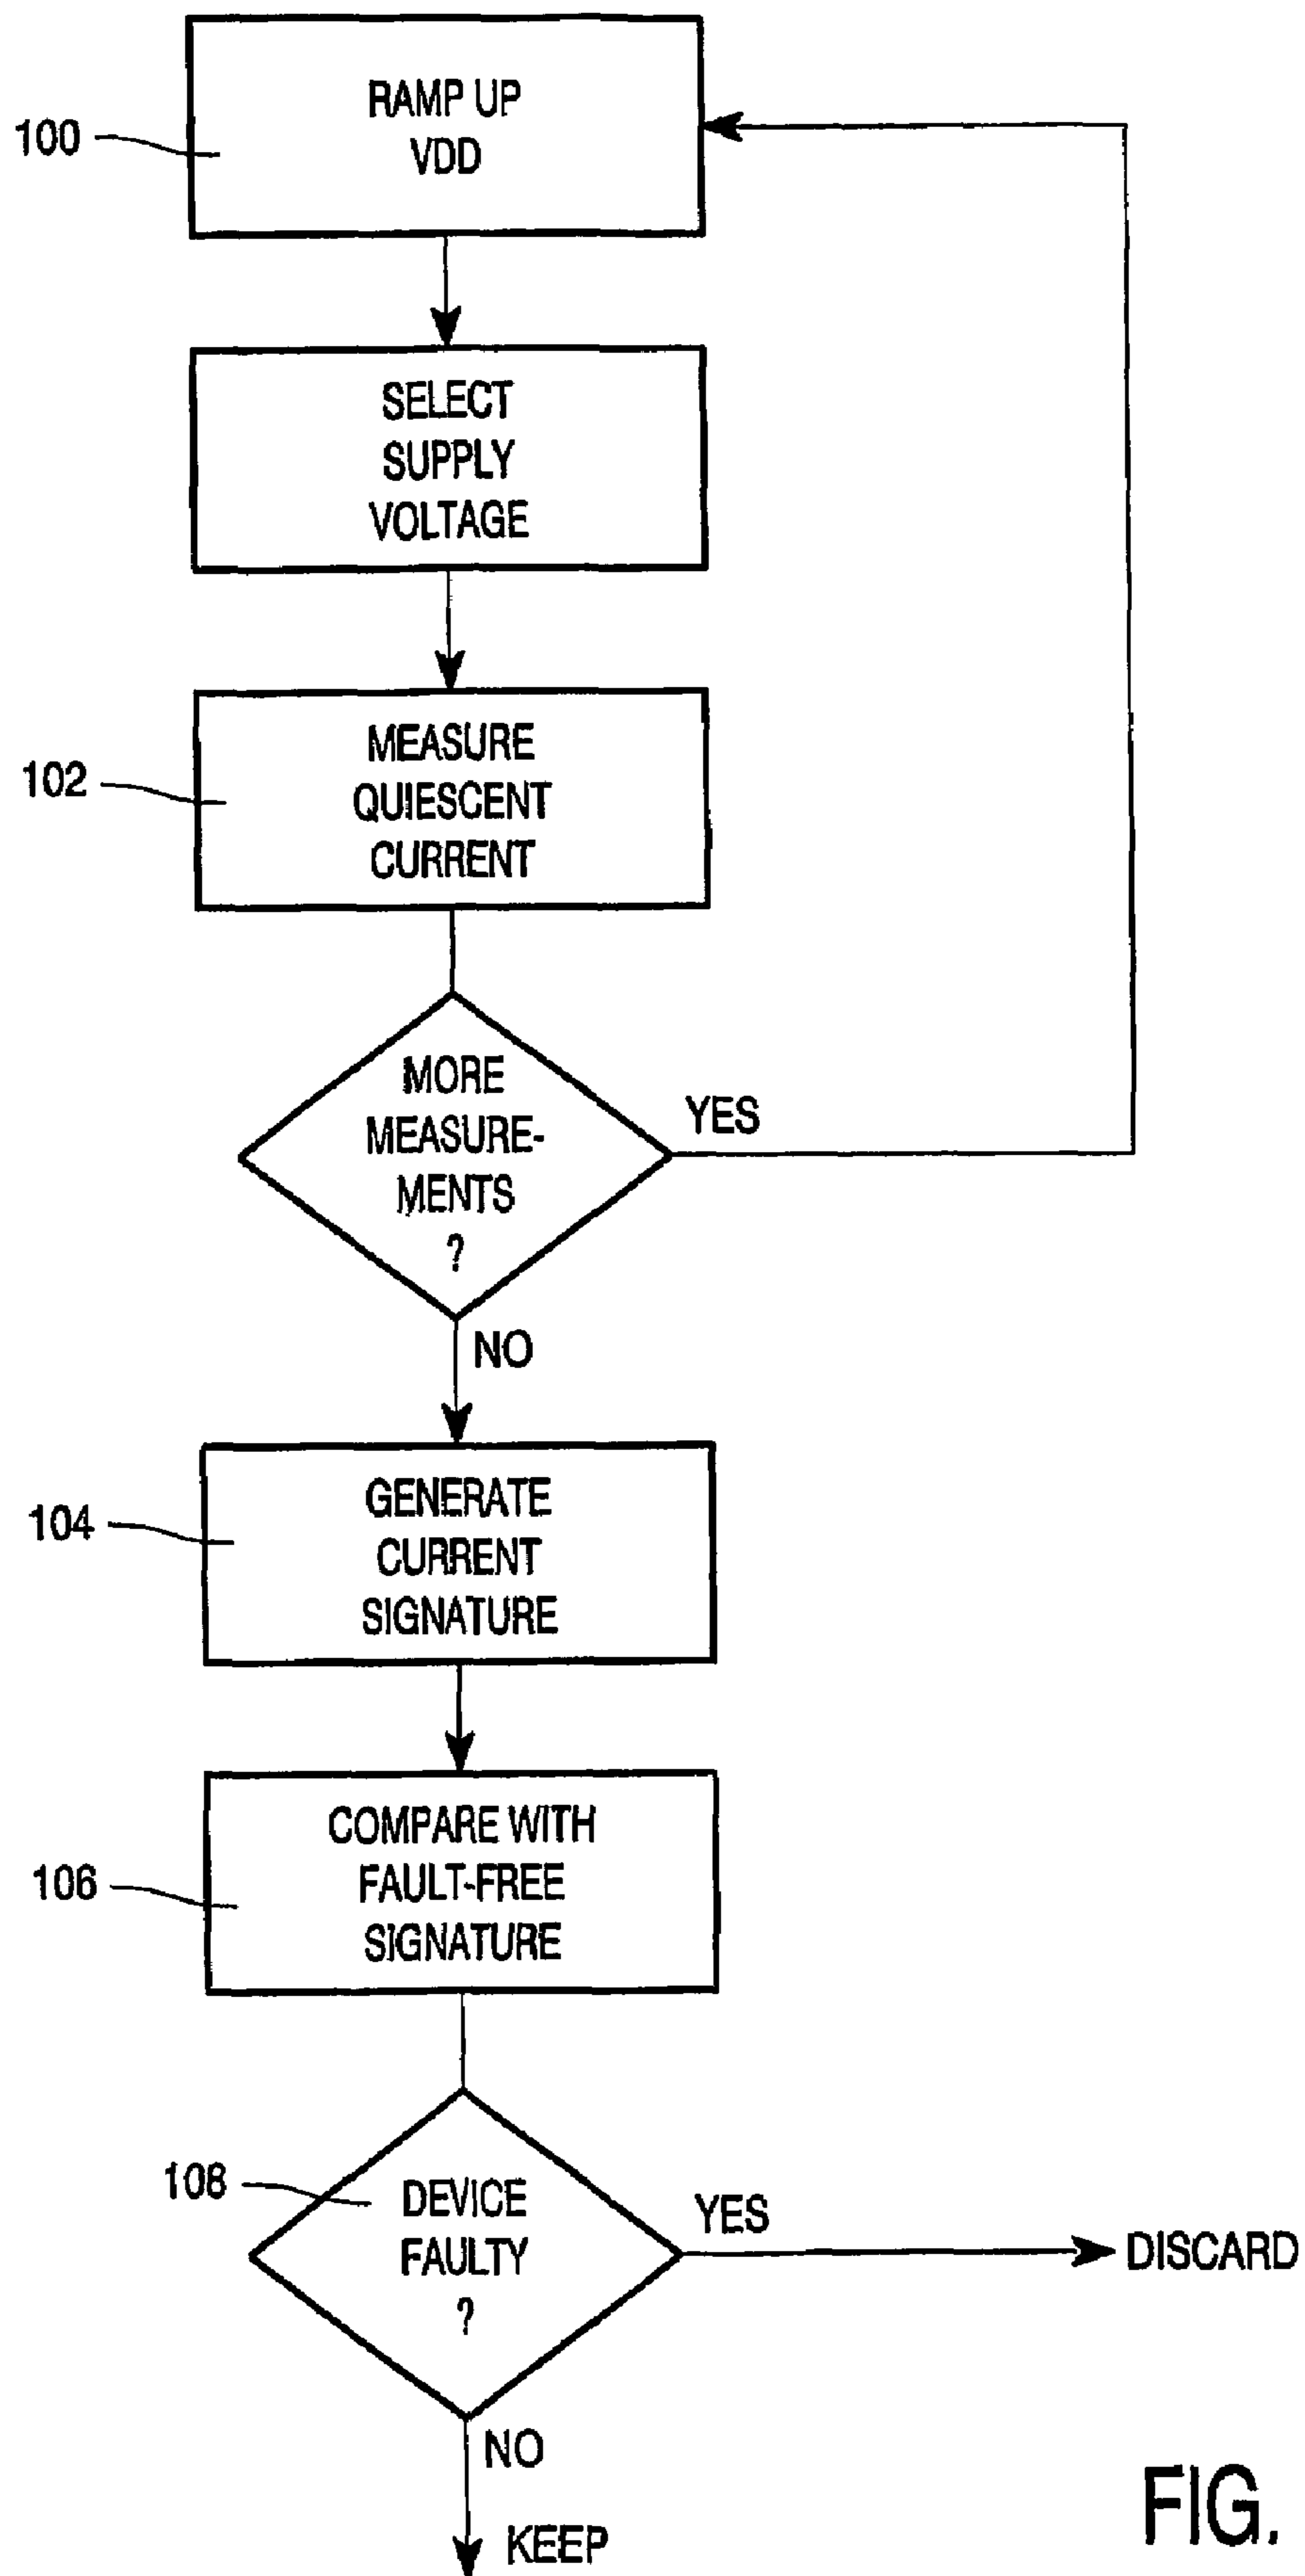 RAMP UP
VDD
100
SELECT
SUPPLY
VOLTAGE
MEASURE
QUIESCENT
CURRENT
102
MORE
MEASURE-
MENTS
?
YES
NO
GENERATE
CURRENT
SIGNATURE
104
COMPARE WITH
FAULT-FREE
SIGNATURE
106
108
DEVICE
FAULTY
?
YES
DISCARD
NO
KEEP
FIG.